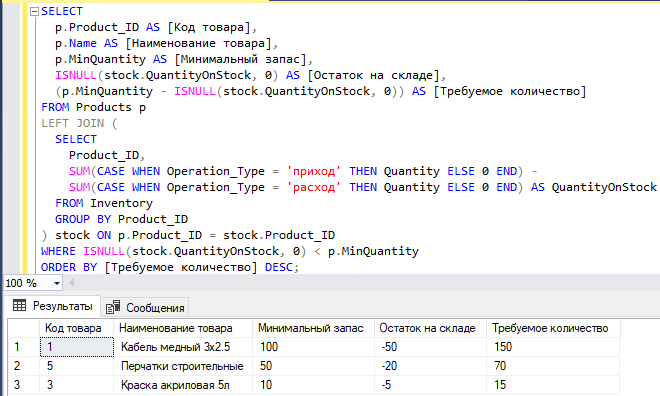 SELECT
p.Product_ID AS [Код товара],
p.Name AS [Наименование товара],
p.MinQuantity AS [Минимальный запас],
ISNULL(stock.QuantityOnStock, 0) AS [Остаток на складе],
(p.MinQuantity - ISNULL(stock.QuantityOnStock, 0)) AS [Требуемое количество]
FROM Products p
LEFT JOIN (
SELECT
Product_ID,
SUM(CASE WHEN Operation_Type = 'приход' THEN Quantity ELSE 0 END) -
SUM(CASE WHEN Operation_Type = 'расход' THEN Quantity ELSE 0 END) AS QuantityOnStock
FROM Inventory
GROUP BY Product_ID
) stock ON p.Product_ID = stock.Product_ID
WHERE ISNULL(stock.QuantityOnStock, 0) < p.MinQuantity
ORDER BY [Требуемое количество] DESC;
100 %
Результаты Сообщения
Код товара Наименование товара Минимальный запас Остаток на складе Требуемое количество
1 1 Кабель медный 3x2.5 100 -50 150
2 5 Перчатки строительные 50 -20 70
3 3 Краска акриловая 5л 10 -5 15